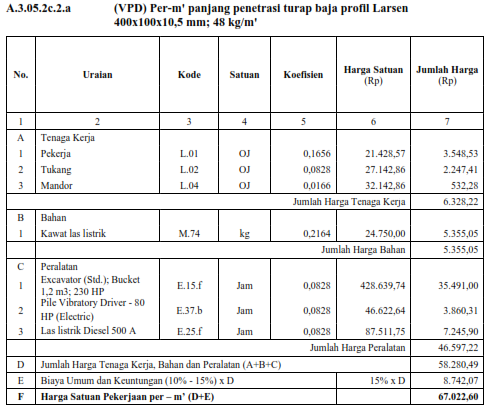 A.3.05.2c.2.a (VPD) Per-m' panjang penetrasi turap baja profil Larsen
400x100x10,5 mm; 48 kg/m'
No. Uraian Kode Satuan Koefisien Harga Satuan (Rp) Jumlah Harga (Rp)
1 2 3 4 5 6 7
A Tenaga Kerja
1 Pekerja L.01 OJ 0,1656 21.428,57 3.548,53
2 Tukang L.02 OJ 0,0828 27.142,86 2.247,41
3 Mandor L.04 OJ 0,0166 32.142,86 532,28
Jumlah Harga Tenaga Kerja 6.328,22
B Bahan
1 Kawat las listrik M.74 kg 0,2164 24.750,00 5.355,05
Jumlah Harga Bahan 5.355,05
C Peralatan
1 Excavator (Std.); Bucket 1,2 m3; 230 HP E.15.f Jam 0,0828 428.639,74 35.491,00
2 Pile Vibratory Driver - 80 HP (Electric) E.37.b Jam 0,0828 46.622,64 3.860,31
3 Las listrik Diesel 500 A E.25.f Jam 0,0828 87.511,75 7.245,90
Jumlah Harga Peralatan 46.597,22
D Jumlah Harga Tenaga Kerja, Bahan dan Peralatan (A+B+C) 58.280,49
E Biaya Umum dan Keuntungan (10% - 15%) x D 15% x D 8.742,07
F Harga Satuan Pekerjaan per – m' (D+E) 67.022,60